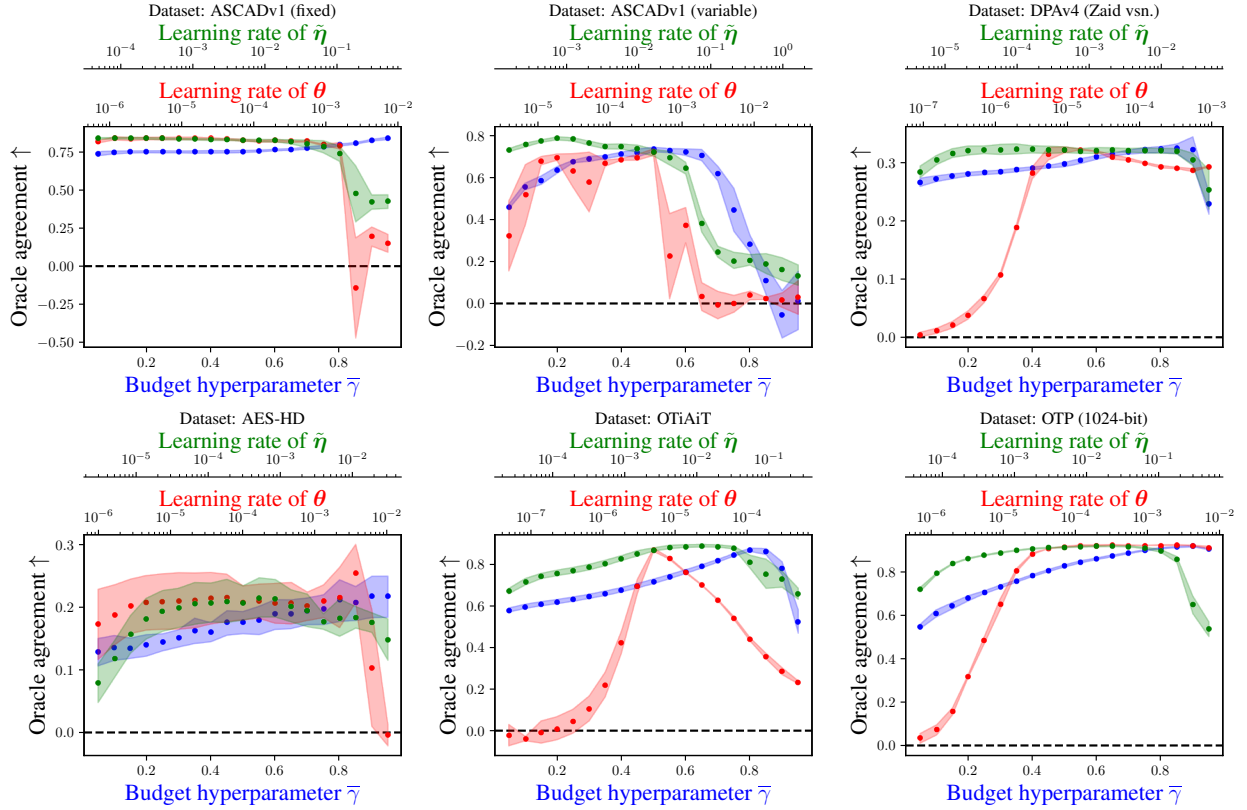 Dataset: ASCADv1 (fixed)
Learning rate of η̃
10⁻⁴ 10⁻³ 10⁻² 10⁻¹
Learning rate of θ
10⁻⁶ 10⁻⁵ 10⁻⁴ 10⁻³ 10⁻²
Oracle agreement ↑
0.75
0.50
0.25
0.00
−0.25
−0.50
0.2 0.4 0.6 0.8
Budget hyperparameter γ̅
Dataset: ASCADv1 (variable)
Learning rate of η̃
10⁻³ 10⁻² 10⁻¹ 10⁰
Learning rate of θ
10⁻⁵ 10⁻⁴ 10⁻³ 10⁻²
Oracle agreement ↑
0.8
0.6
0.4
0.2
0.0
−0.2
0.2 0.4 0.6 0.8
Budget hyperparameter γ̅
Dataset: DPAv4 (Zaid vsn.)
Learning rate of η̃
10⁻⁵ 10⁻⁴ 10⁻³ 10⁻²
Learning rate of θ
10⁻⁷ 10⁻⁶ 10⁻⁵ 10⁻⁴ 10⁻³
Oracle agreement ↑
0.3
0.2
0.1
0.0
0.2 0.4 0.6 0.8
Budget hyperparameter γ̅
Dataset: AES-HD
Learning rate of η̃
10⁻⁵ 10⁻⁴ 10⁻³ 10⁻²
Learning rate of θ
10⁻⁶ 10⁻⁵ 10⁻⁴ 10⁻³ 10⁻²
Oracle agreement ↑
0.3
0.2
0.1
0.0
0.2 0.4 0.6 0.8
Budget hyperparameter γ̅
Dataset: OTiAiT
Learning rate of η̃
10⁻⁴ 10⁻³ 10⁻² 10⁻¹
Learning rate of θ
10⁻⁷ 10⁻⁶ 10⁻⁵ 10⁻⁴
Oracle agreement ↑
0.8
0.6
0.4
0.2
0.0
0.2 0.4 0.6 0.8
Budget hyperparameter γ̅
Dataset: OTP (1024-bit)
Learning rate of η̃
10⁻⁴ 10⁻³ 10⁻² 10⁻¹
Learning rate of θ
10⁻⁶ 10⁻⁵ 10⁻⁴ 10⁻³ 10⁻²
Oracle agreement ↑
0.8
0.6
0.4
0.2
0.0
0.2 0.4 0.6 0.8
Budget hyperparameter γ̅